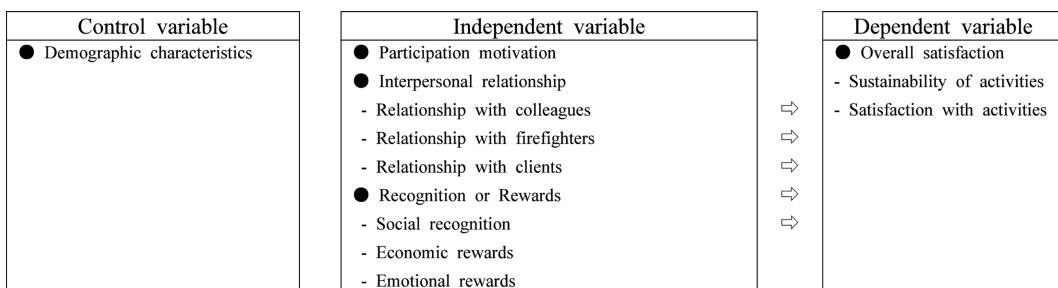 Control variable
● Demographic characteristics
Independent variable
● Participation motivation
● Interpersonal relationship
- Relationship with colleagues
- Relationship with firefighters
- Relationship with clients
● Recognition or Rewards
- Social recognition
- Economic rewards
- Emotional rewards
⇨
⇨
⇨
⇨
⇨
Dependent variable
● Overall satisfaction
- Sustainability of activities
- Satisfaction with activities